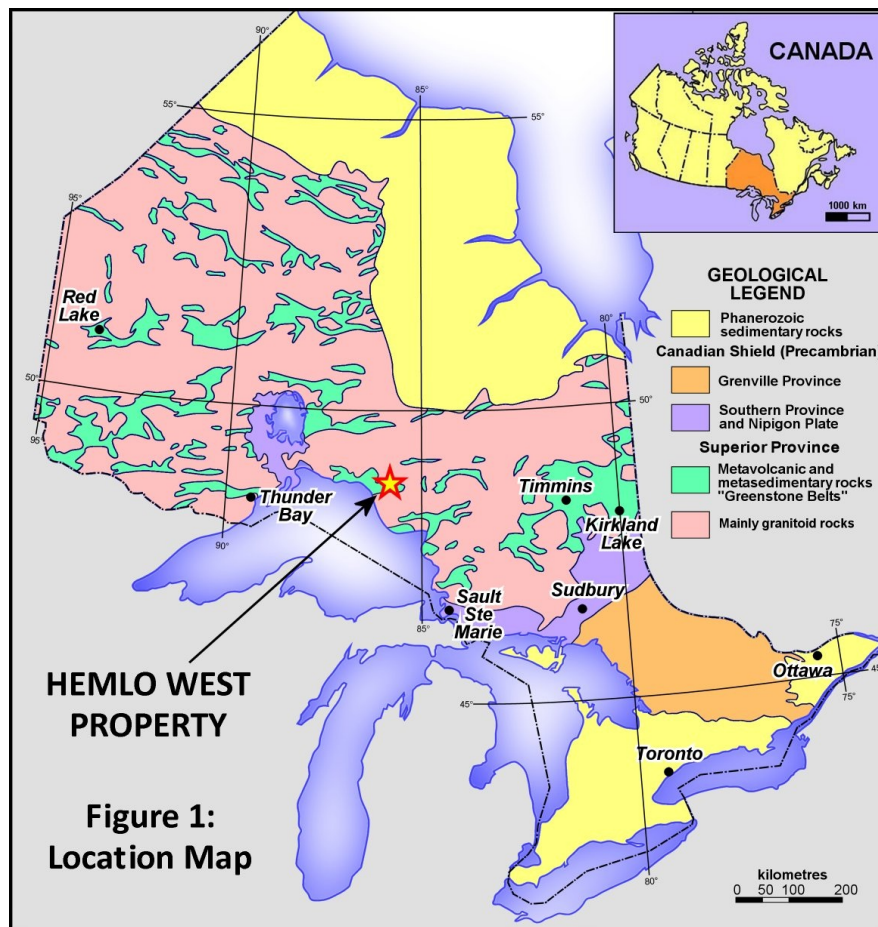 CANADA
1000 km
90°
85°
55°
55°
95°
80°
Red
Lake
50°
50°
95°
Timmins
Thunder
Bay
Kirkland
Lake
90°
Sault
Ste
Marie
Sudbury
85°
75°
Ottawa
45
75°
45°
Toronto
80°
HEMLO WEST
PROPERTY
Figure 1:
Location Map
GEOLOGICAL
LEGEND
Phanerozoic
sedimentary rocks
Canadian Shield (Precambrian
Grenville Province
Southern Province
and Nipigon Plate
Superior Province
Metavolcanic and
metasedimentary rocks
"Greenstone Belts"
Mainly granitoid rocks
kilometres
0 50 100 200